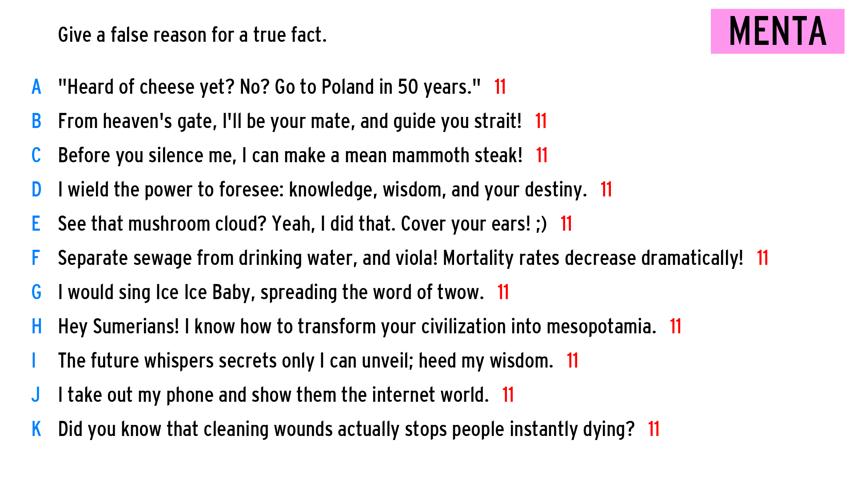 Give a false reason for a true fact.
MENTA
A "Heard of cheese yet? No? Go to Poland in 50 years." 11
B From heaven's gate, I'll be your mate, and guide you strait! 11
C Before you silence me, I can make a mean mammoth steak! 11
D I wield the power to foresee: knowledge, wisdom, and your destiny. 11
E See that mushroom cloud? Yeah, I did that. Cover your ears! ;) 11
F Separate sewage from drinking water, and viola! Mortality rates decrease dramatically! 11
G I would sing Ice Ice Baby, spreading the word of twow. 11
H Hey Sumerians! I know how to transform your civilization into mesopotamia. 11
I The future whispers secrets only I can unveil; heed my wisdom. 11
J I take out my phone and show them the internet world. 11
K Did you know that cleaning wounds actually stops people instantly dying? 11